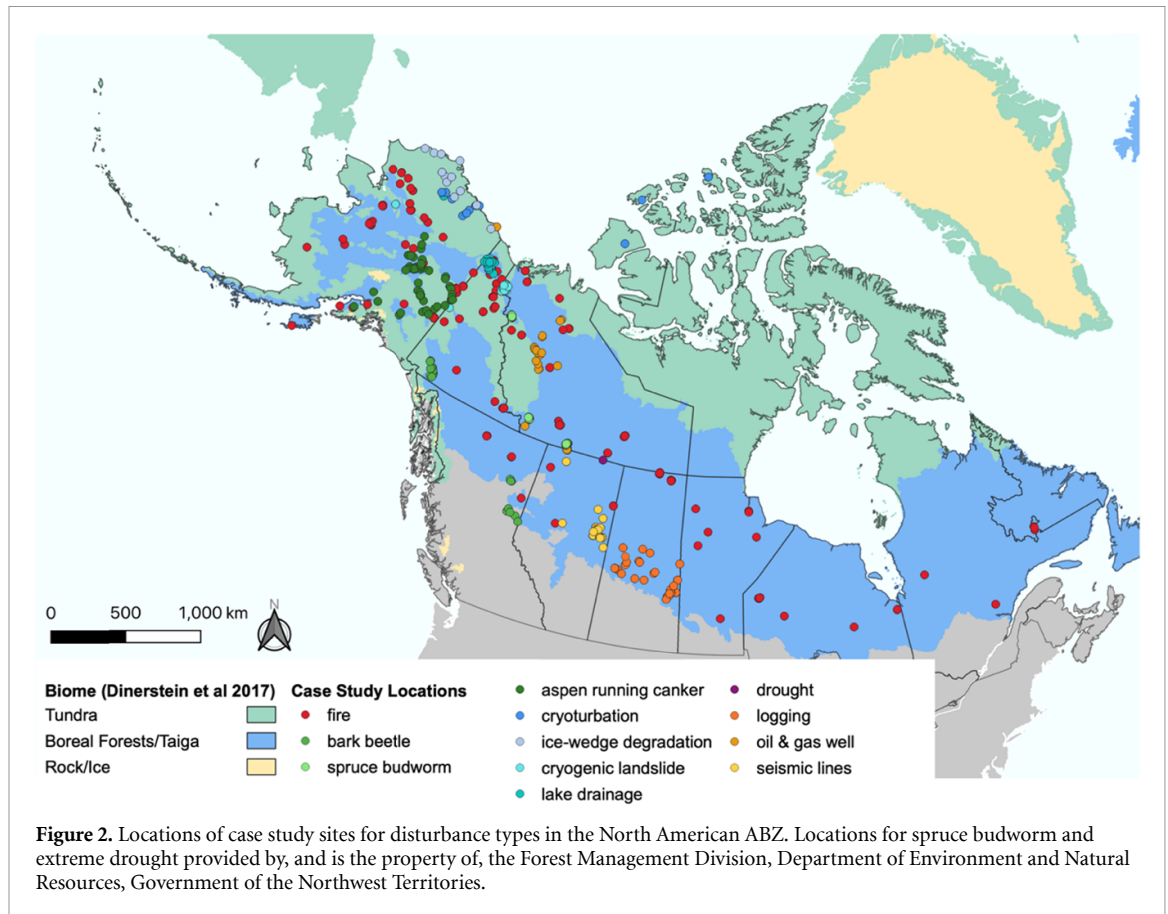 N
0 500 1,000 km
Biome (Dinerstein et al 2017)
Tundra
Boreal Forests/Taiga
Rock/Ice
Case Study Locations
fire
bark beetle
spruce budworm
aspen running canker
cryoturbation
ice-wedge degradation
cryogenic landslide
lake drainage
drought
logging
oil & gas well
seismic lines
Figure 2. Locations of case study sites for disturbance types in the North American ABZ. Locations for spruce budworm and
extreme drought provided by, and is the property of, the Forest Management Division, Department of Environment and Natural
Resources, Government of the Northwest Territories.